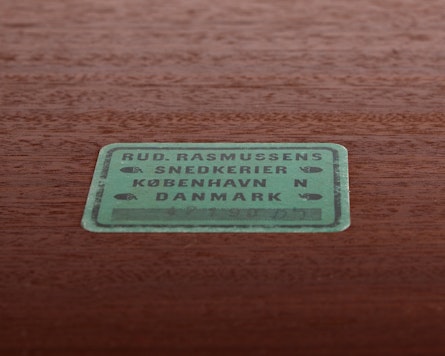 RUD. RASMUSSENS
SNEDKERIER
KØBENHAVN N
DANMARK